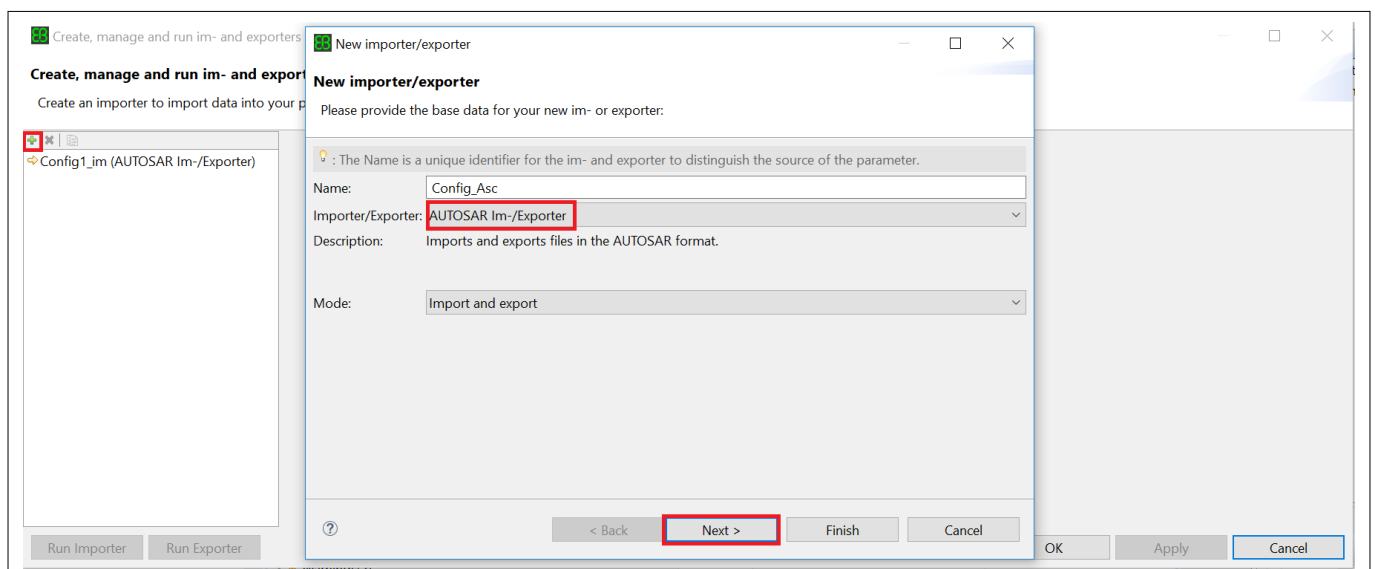 Create, manage and run im- and exporters
Create, manage and run im- and export
Create an importer to import data into your p
Config1_im (AUTOSAR Im-/Exporter)
Run Importer
Run Exporter
EB New importer/exporter
New importer/exporter
Please provide the base data for your new im- or exporter:
: The Name is a unique identifier for the im- and exporter to distinguish the source of the parameter.
Name: Config_Asc
Importer/Exporter: AUTOSAR Im-/Exporter
Description: Imports and exports files in the AUTOSAR format.
Mode: Import and export
< Back Next > Finish Cancel
OK Apply Cancel